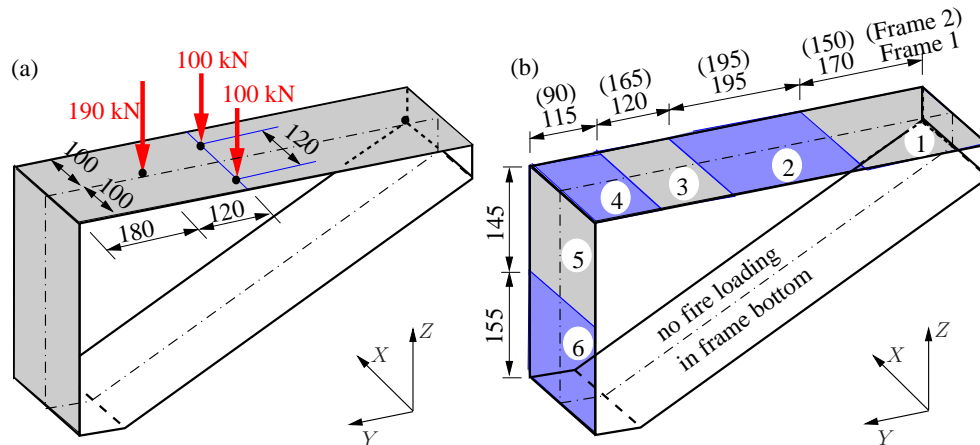 (a)
100 kN
190 kN
100 kN
120
100
100
180
120
X
Z
Y
(b)
(90)
115
(165)
120
(195)
195
(150)
170
(Frame 2)
Frame 1
1
2
3
4
5
6
145
155
no fire loading
in frame bottom
X
Z
Y